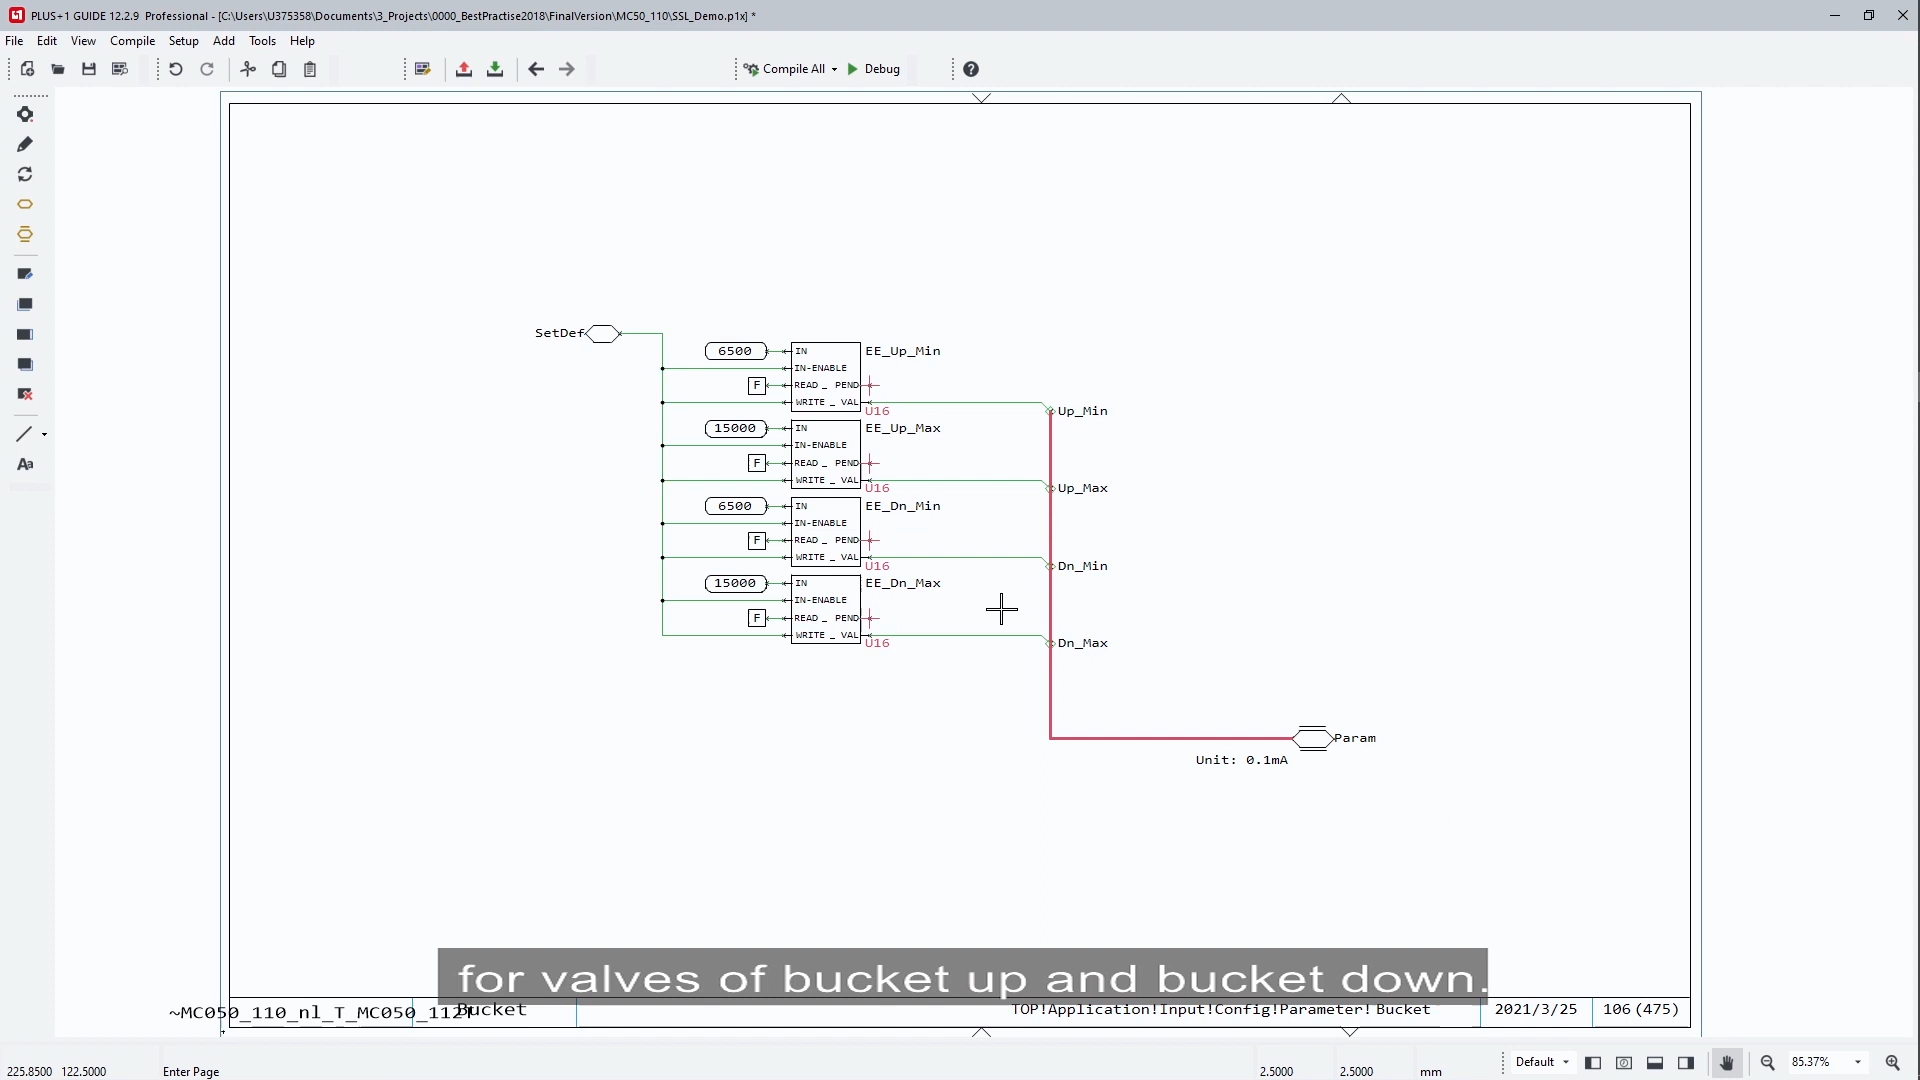 PLUS+1 GUIDE 12.2.9 Professional - [C:\Users\U375358\Documents\3_Projects\0000_BestPractise2018\FinalVersion\MC50_110\SSL_Demo.p1x] *
File Edit View Compile Setup Add Tools Help
Compile All Debug
SetDef
6500 IN EE_Up_Min
IN-ENABLE
F READ _ PEND
WRITE _ VAL
U16 Up_Min
15000 IN EE_Up_Max
IN-ENABLE
F READ _ PEND
WRITE _ VAL
U16 Up_Max
6500 IN EE_Dn_Min
IN-ENABLE
F READ _ PEND
WRITE _ VAL
U16 Dn_Min
15000 IN EE_Dn_Max
IN-ENABLE
F READ _ PEND
WRITE _ VAL
U16 Dn_Max
Param
Unit: 0.1mA
for valves of bucket up and bucket down.
~MC050_110_nl_T_MC050_112 Bucket TOP!Application!Input!Config!Parameter! Bucket 2021/3/25 106 (475)
Default 85.37%
225.8500 122.5000 Enter Page 2.5000 2.5000 mm